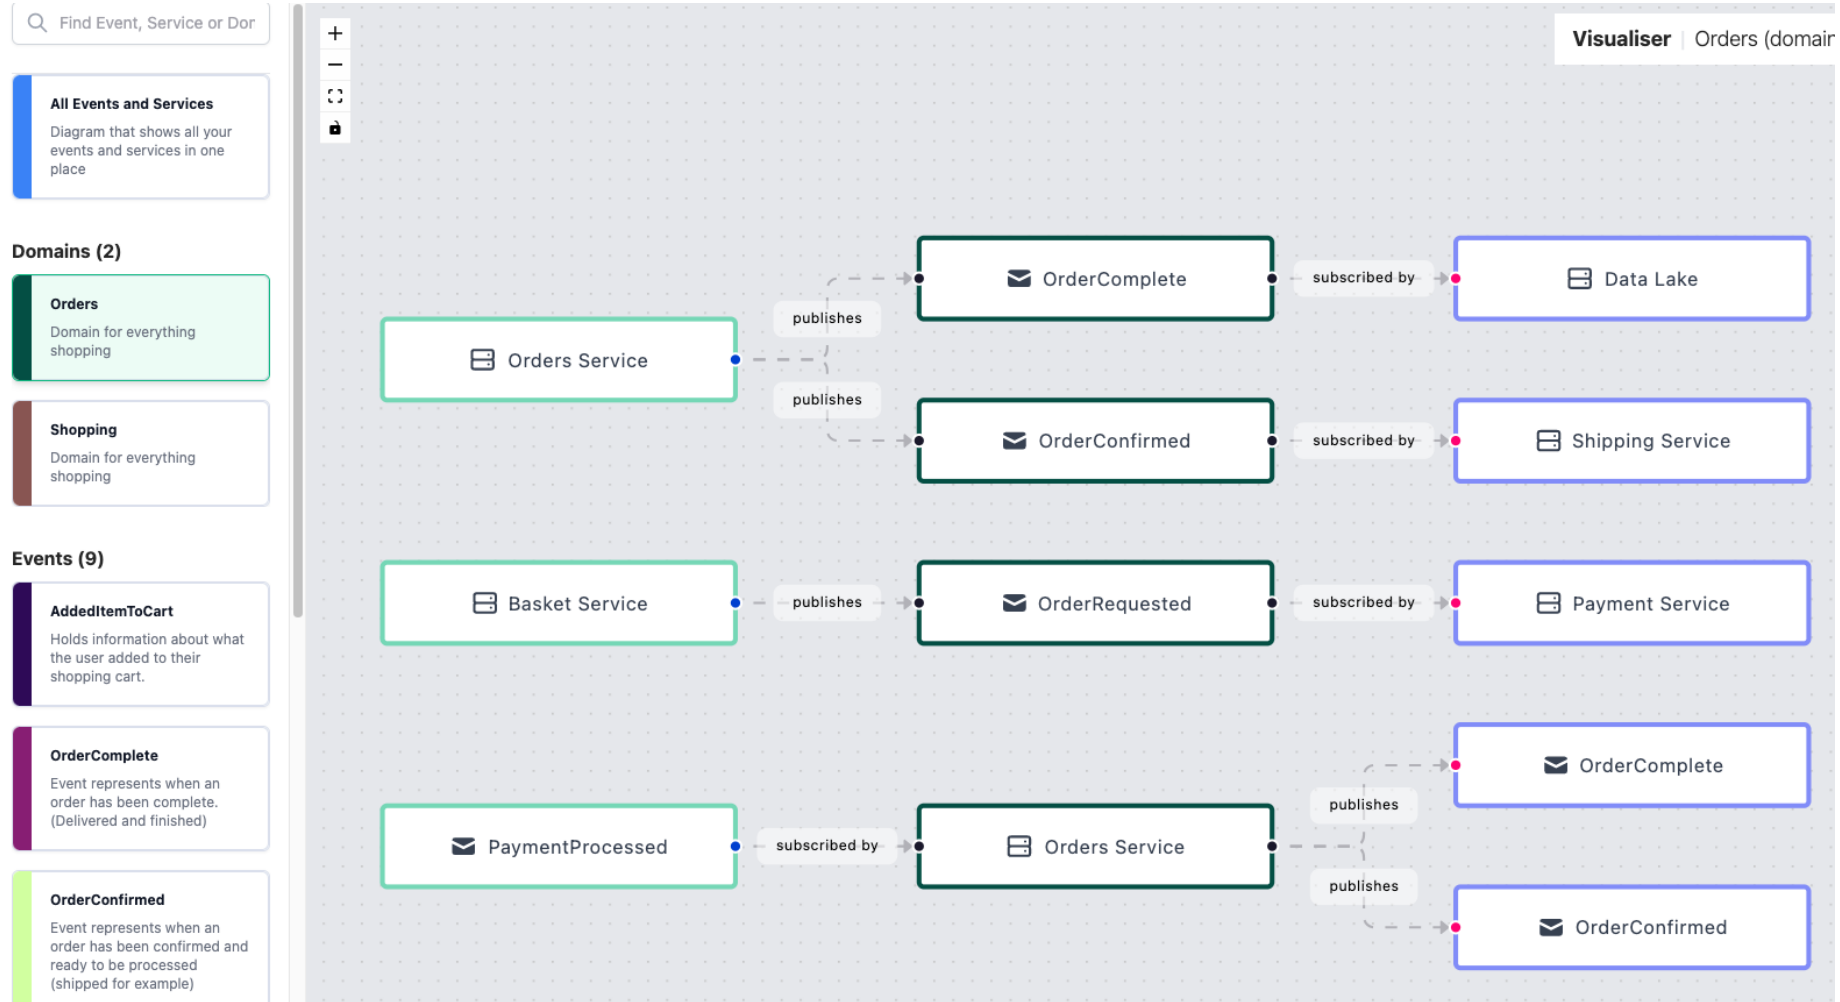 Find Event, Service or Dor
All Events and Services
Diagram that shows all your
events and services in one
place
Domains (2)
Orders
Domain for everything
shopping
Shopping
Domain for everything
shopping
Events (9)
AddedItemToCart
Holds information about what
the user added to their
shopping cart.
OrderComplete
Event represents when an
order has been complete.
(Delivered and finished)
OrderConfirmed
Event represents when an
order has been confirmed and
ready to be processed
(shipped for example)
Visualiser | Orders (domain
Orders Service
publishes
publishes
OrderComplete
subscribed by
Data Lake
OrderConfirmed
subscribed by
Shipping Service
Basket Service
publishes
OrderRequested
subscribed by
Payment Service
PaymentProcessed
subscribed by
Orders Service
publishes
publishes
OrderComplete
OrderConfirmed